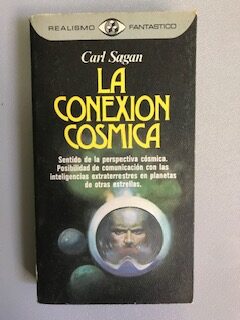 REALISMO FANTASTICO
Carl Sagan
LA
CONEXION
COSMICA
Sentido de la perspectiva cósmica.
Posibilidad de comunicación con las
inteligencias extraterrestres en planetas
de otras estrellas.